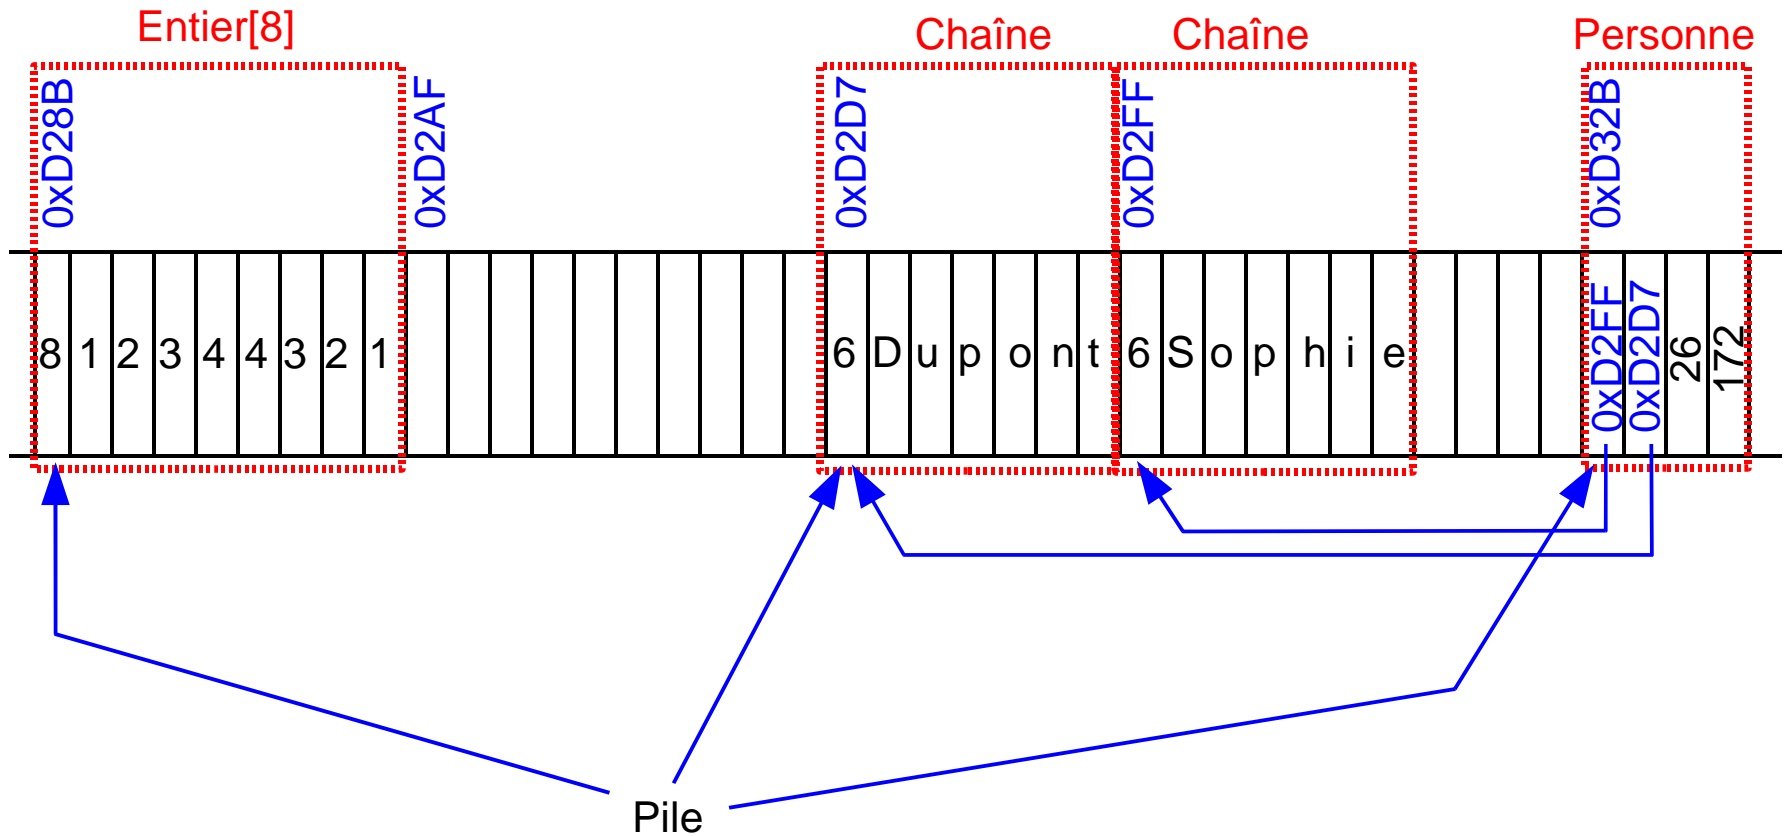 Entier[8]
Chaîne
Chaîne
Personne
0xD28B
0xD2AF
0xD2D7
0xD2FF
0xD32B
8 1 2 3 4 4 3 2 1
6 D u p o n t
6 S o p h i e
0xD2FF
0xD2D7
26
172
Pile